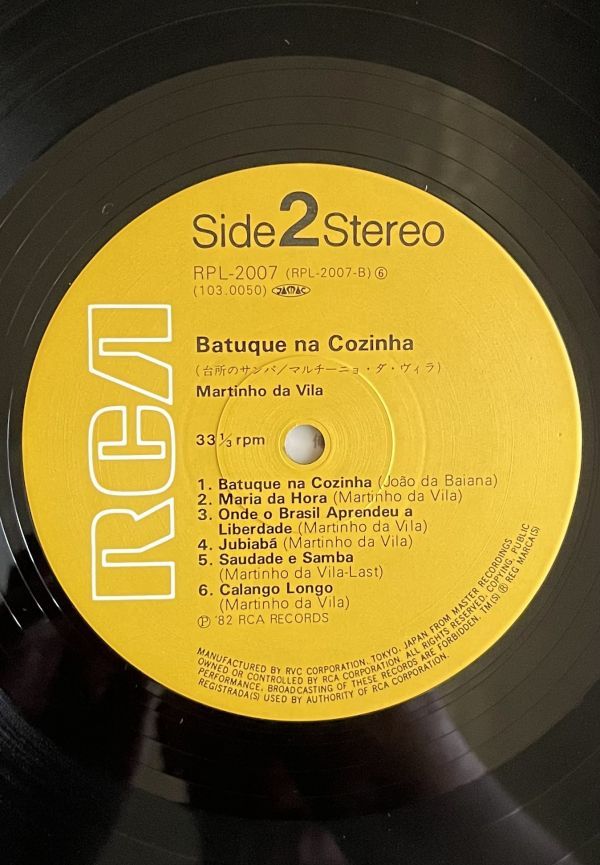 Side 2 Stereo
RPL-2007 (RPL-2007-B) ⑥
(103.0050) JASRAC
RCA
Batuque na Cozinha
(台所のサンバ/マルチーニョ・ダ・ヴィラ)
Martinho da Vila
33 1/3 rpm
1. Batuque na Cozinha (João da Baiana)
2. Maria da Hora (Martinho da Vila)
3. Onde o Brasil Aprendeu a
Liberdade (Martinho da Vila)
4. Jubiabá (Martinho da Vila)
5. Saudade e Samba
(Martinho da Vila-Last)
6. Calango Longo
(Martinho da Vila)
Ⓟ '82 RCA RECORDS
MANUFACTURED BY RVC CORPORATION, TOKYO, JAPAN FROM MASTER RECORDINGS
OWNED OR CONTROLLED BY RCA CORPORATION. ALL RIGHTS RESERVED. COPYING, PUBLIC
PERFORMANCE, BROADCASTING OF THESE RECORDS ARE FORBIDDEN. TM(S) ® REG MARCA(S)
REGISTRADA(S) USED BY AUTHORITY OF RCA CORPORATION.